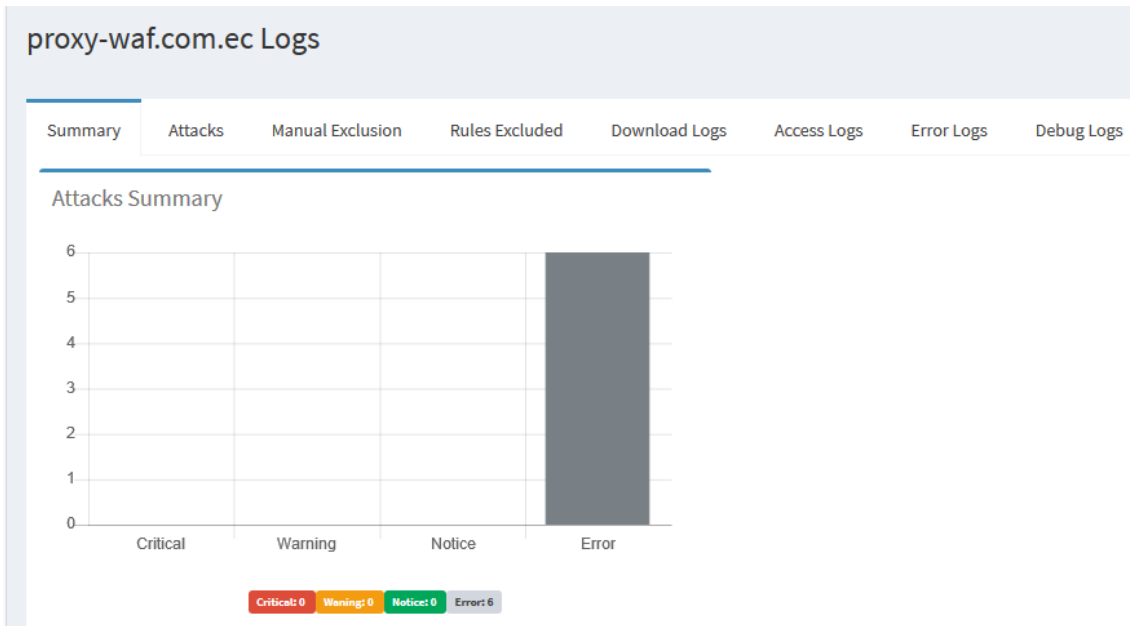 proxy-waf.com.ec Logs
Summary Attacks Manual Exclusion Rules Excluded Download Logs Access Logs Error Logs Debug Logs
Attacks Summary
6
5
4
3
2
1
0
Critical Warning Notice Error
Critical: 0 Waning: 0 Notice: 0 Error: 6